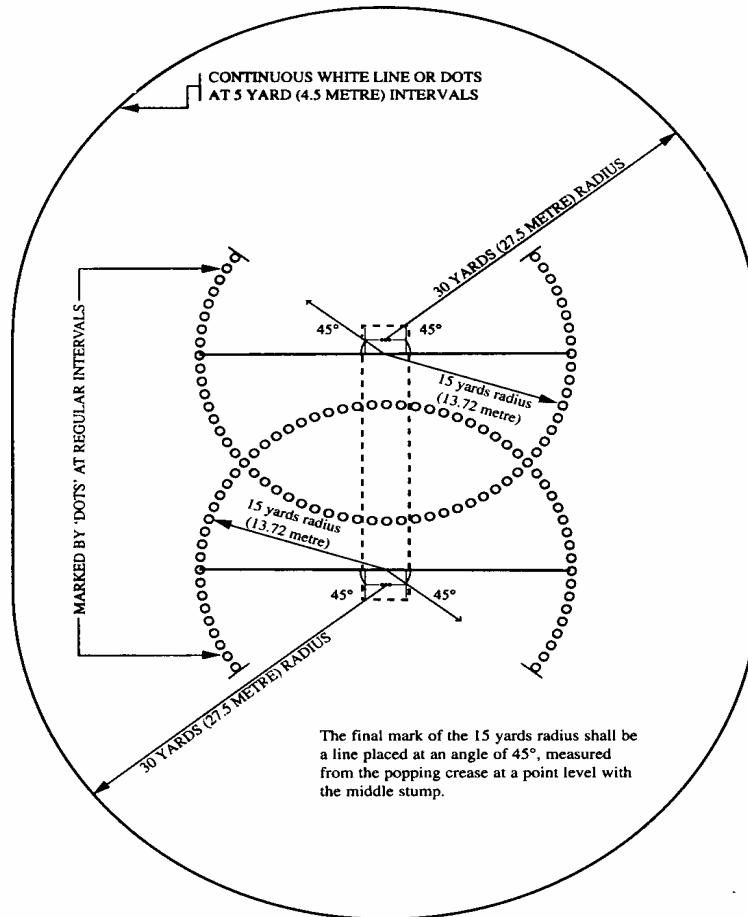 CONTINUOUS WHITE LINE OR DOTS
AT 5 YARD (4.5 METRE) INTERVALS
30 YARDS (27.5 METRE) RADIUS
MARKED BY 'DOTS' AT REGULAR INTERVALS
45°
45°
15 yards radius
(13.72 metre)
15 yards radius
(13.72 metre)
45°
45°
30 YARDS (27.5 METRE) RADIUS
The final mark of the 15 yards radius shall be
a line placed at an angle of 45°, measured
from the popping crease at a point level with
the middle stump.